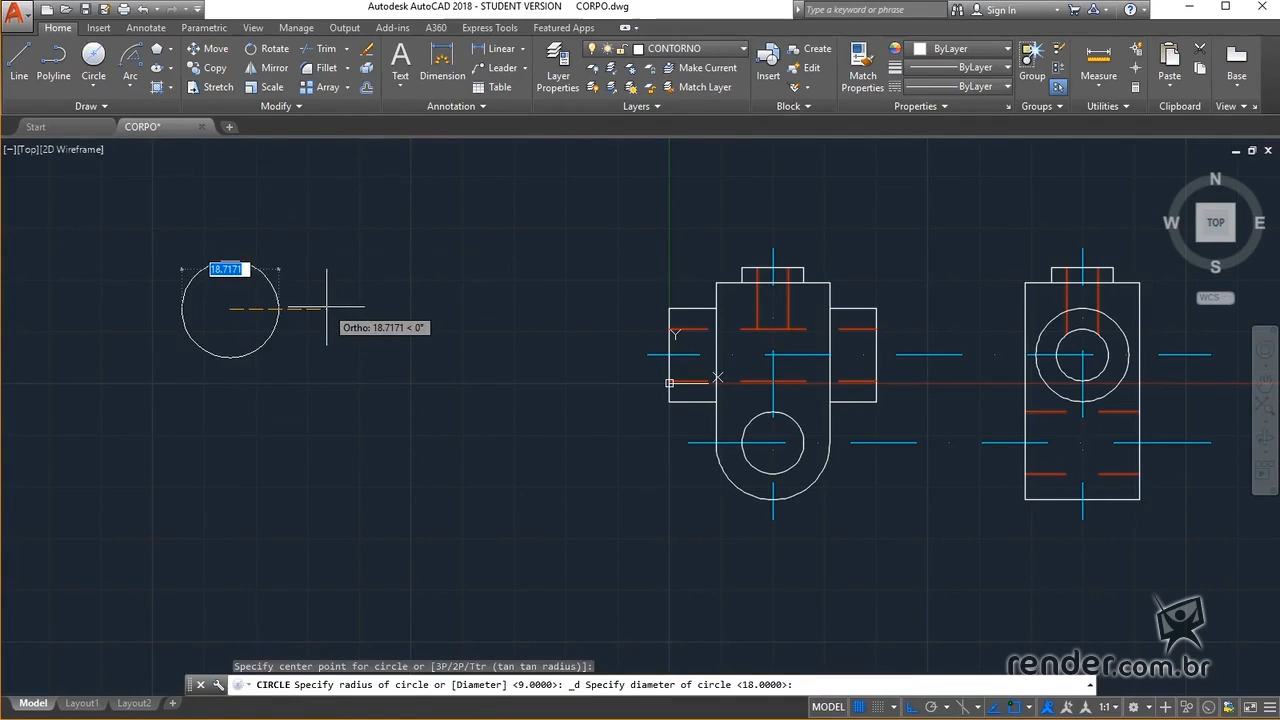 Autodesk AutoCAD 2018 - STUDENT VERSION CORPO.dwg
Type a keyword or phrase
Sign In
Home Insert Annotate Parametric View Manage Output Add-ins A360 Express Tools Featured Apps
Line Polyline Circle Arc
Move Rotate Trim
Copy Mirror Fillet
Stretch Scale Array
Text Dimension
Linear
Leader
Table
Layer Properties
CONTORNO
Make Current
Match Layer
Insert
Create
Edit
Match Properties
ByLayer
ByLayer
ByLayer
Group Measure Paste Base
Draw Modify Annotation Layers Block Properties Groups Utilities Clipboard View
Start CORPO*
[−][Top][2D Wireframe]
N
W TOP E
S
WCS
18.7171
Ortho: 18.7171 < 0°
Y
X
render.com.br
Specify center point for circle or [3P/2P/Ttr (tan tan radius)]:
CIRCLE Specify radius of circle or [Diameter] <9.0000>: _d Specify diameter of circle <18.0000>:
Model Layout1 Layout2
MODEL 1:1